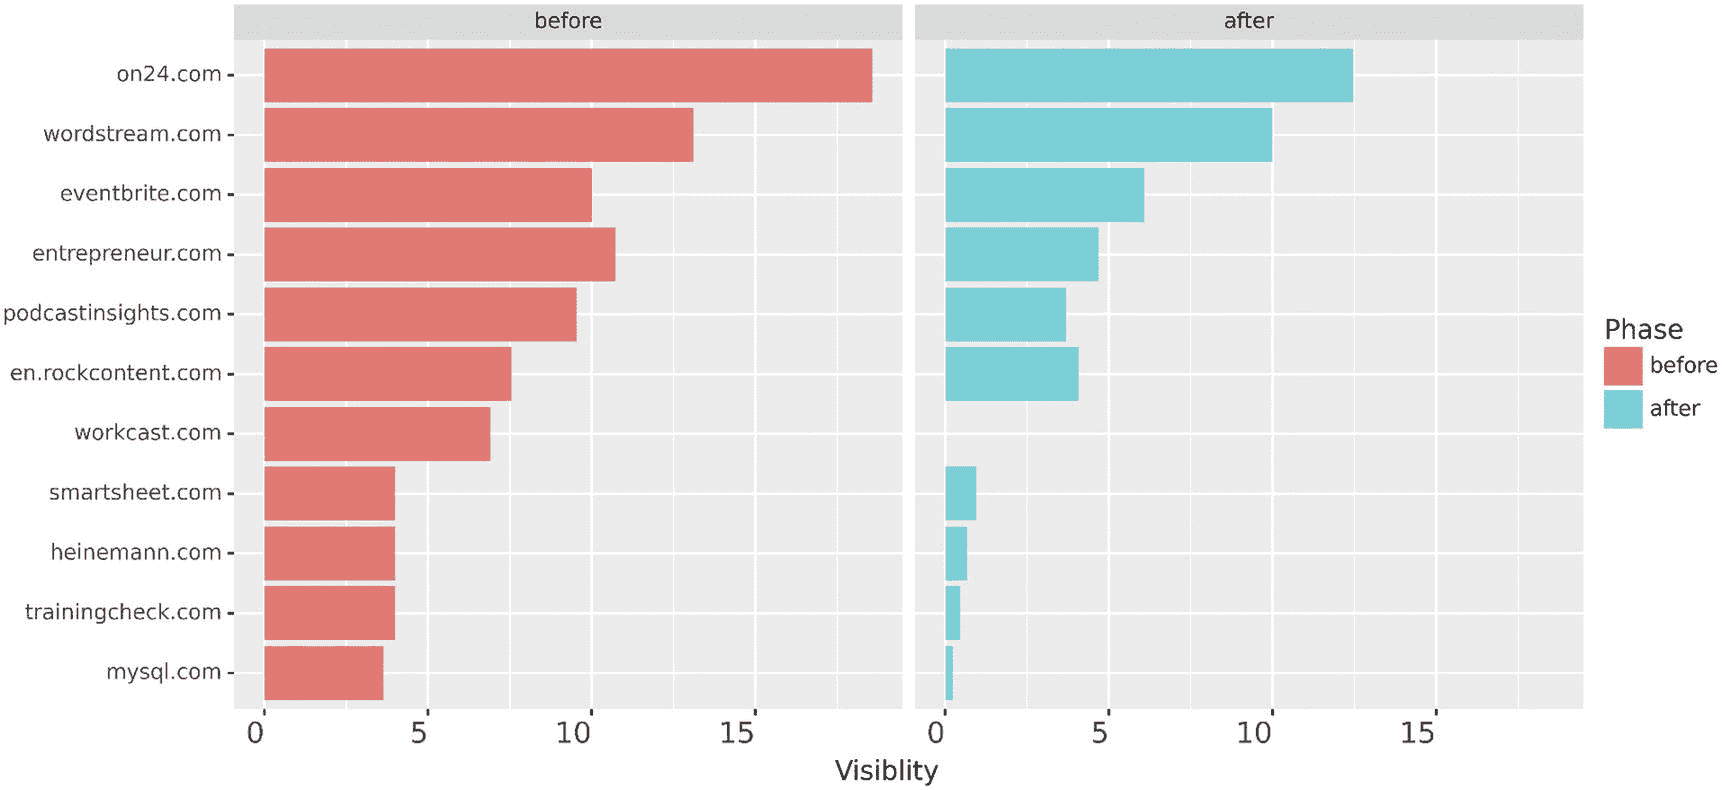 before
after
on24.com
wordstream.com
eventbrite.com
entrepreneur.com
podcastinsights.com
en.rockcontent.com
workcast.com
smartsheet.com
heinemann.com
trainingcheck.com
mysql.com
0 5 10 15
0 5 10 15
Visiblity
Phase
before
after